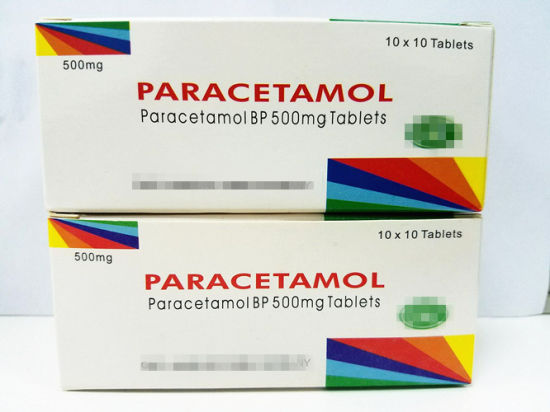 10 x 10 Tablets
500mg
PARACETAMOL
Paracetamol BP 500mg Tablets
10 x 10 Tablets
500mg
PARACETAMOL
Paracetamol BP 500mg Tablets